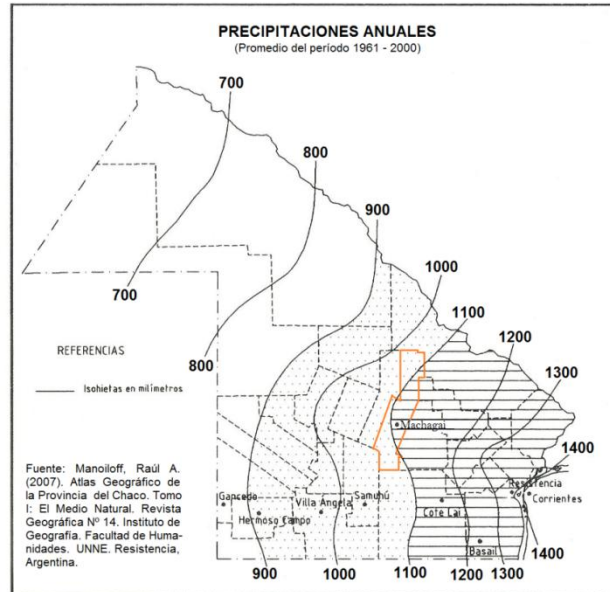 PRECIPITACIONES ANUALES
(Promedio del período 1961 - 2000)
700
800
900
1000
700
1100
1200
REFERENCIAS
800
1300
Isohietas en milímetros
Machagai
1400
Fuente: Manoiloff, Raúl A.
(2007). Atlas Geográfico de
la Provincia del Chaco. Tomo
I: El Medio Natural. Revista
Geográfica Nº 14. Instituto de
Geografía. Facultad de Huma-
nidades. UNNE. Resistencia,
Argentina.
Resistencia
Gancedo
Villa Angela
Samuhú
Corrientes
Hermoso Campo
Coté Lai
Basail
1400
900
1000
1100
1200
1300